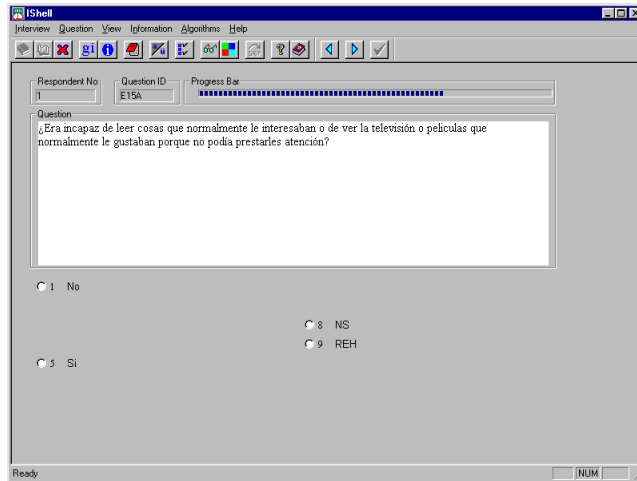 IShell
Interview Question View Information Algorithms Help
gi
Respondent No
Question ID
Progress Bar
1
E15A
Question
¿Era incapaz de leer cosas que normalmente le interesaban o de ver la televisión o peliculas que
normalmente le gustaban porque no podía prestarles atención?
1 No
8 NS
9 REH
5 Si
Ready
NUM